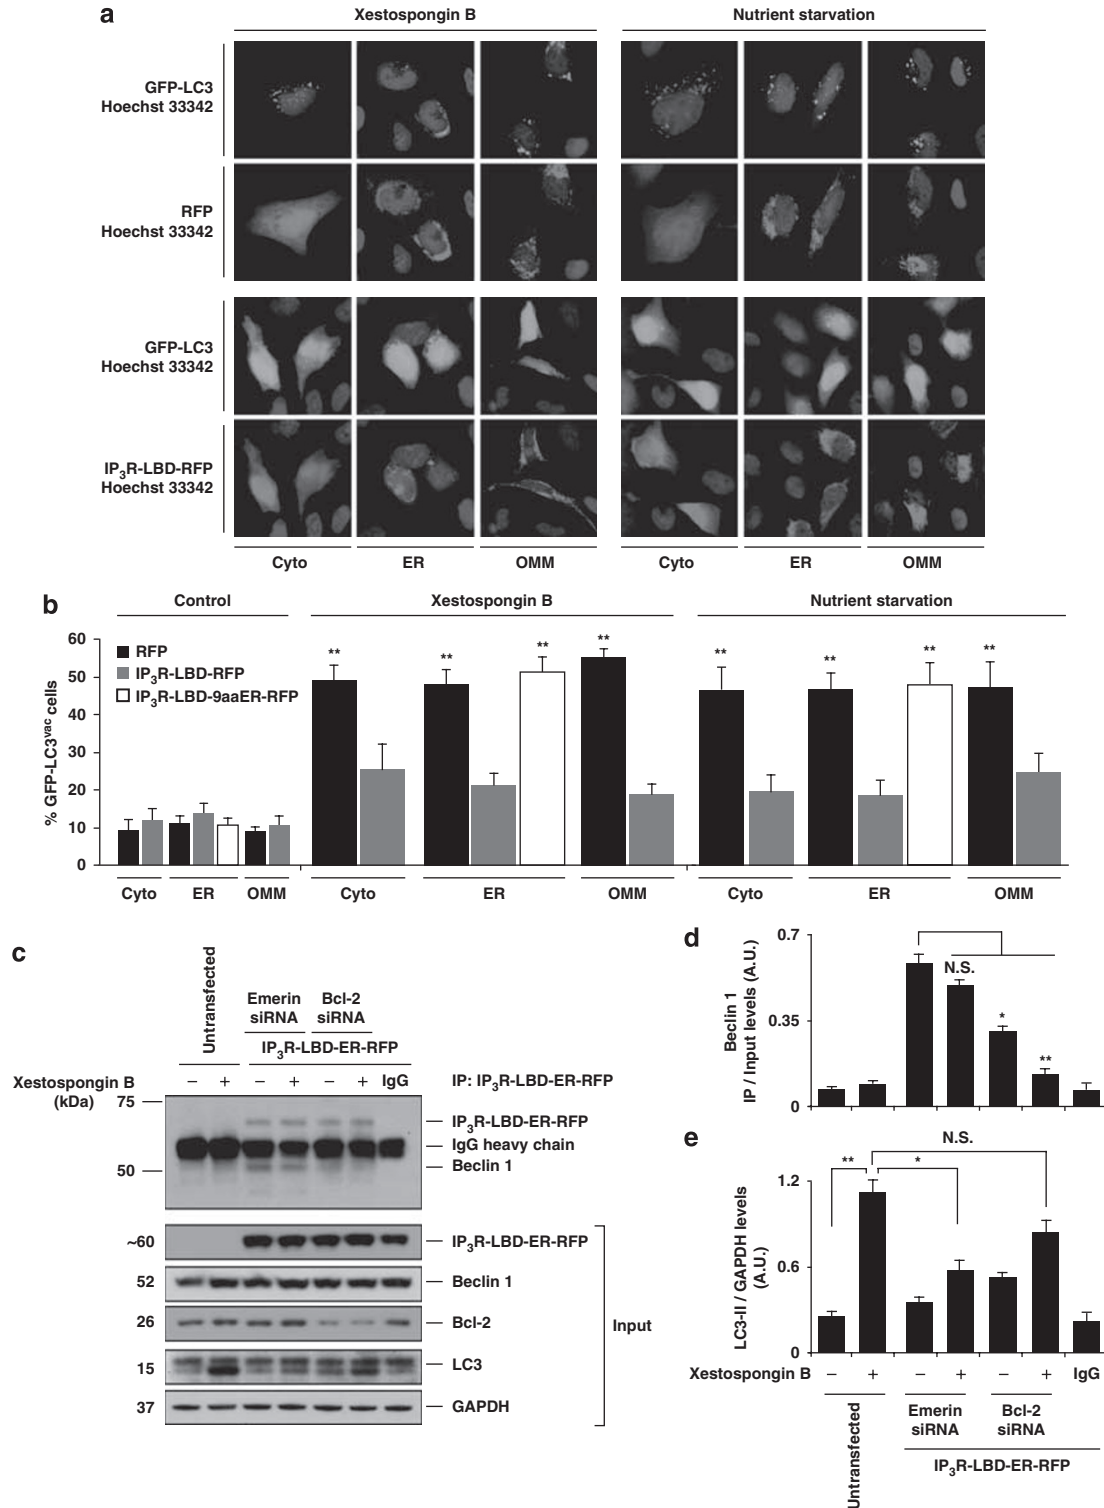 a
Xestospongin B
Nutrient starvation
GFP-LC3
Hoechst 33342
RFP
Hoechst 33342
GFP-LC3
Hoechst 33342
IP3R-LBD-RFP
Hoechst 33342
Cyto
ER
OMM
Cyto
ER
OMM
b
Control
Xestospongin B
Nutrient starvation
% GFP-LC3vac cells
60
50
40
30
20
10
0
RFP
IP3R-LBD-RFP
IP3R-LBD-9aaER-RFP
**
**
**
**
**
**
**
**
Cyto
ER
OMM
Cyto
ER
OMM
Cyto
ER
OMM
c
Untransfected
Emerin
siRNA
Bcl-2
siRNA
IP3R-LBD-ER-RFP
Xestospongin B
– + – + – + IgG
(kDa)
IP: IP3R-LBD-ER-RFP
75
50
IP3R-LBD-ER-RFP
IgG heavy chain
Beclin 1
~60
IP3R-LBD-ER-RFP
52
Beclin 1
26
Bcl-2
15
LC3
37
GAPDH
Input
d
Beclin 1
IP / Input levels (A.U.)
0.7
0.35
0
N.S.
*
**
e
LC3-II / GAPDH levels
(A.U.)
1.2
0.6
0
**
*
N.S.
Xestospongin B
– + – + – + IgG
Untransfected
Emerin
siRNA
Bcl-2
siRNA
IP3R-LBD-ER-RFP